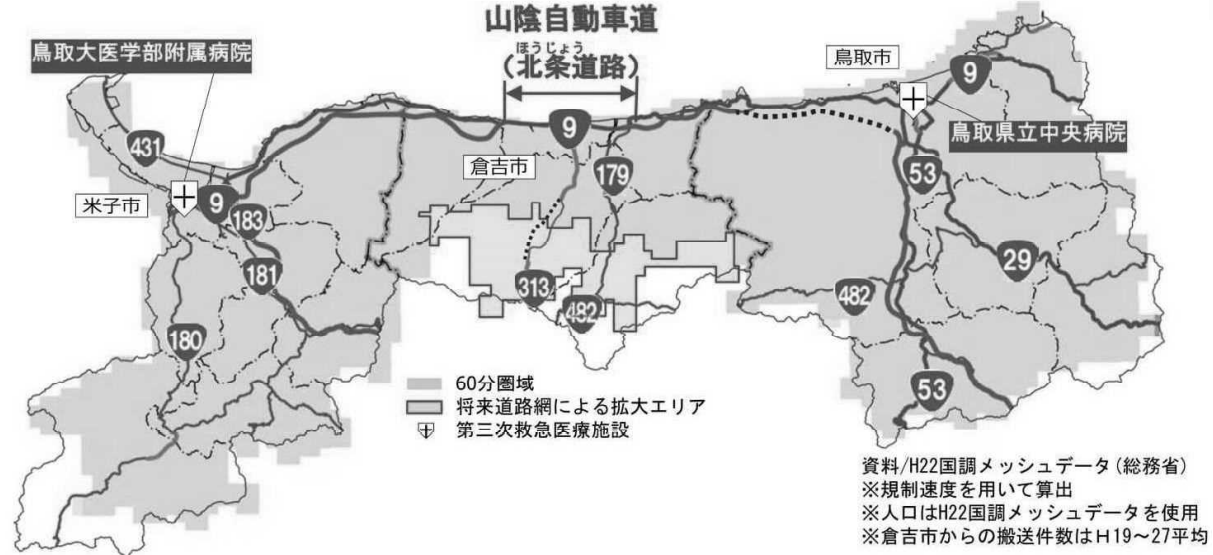 山陰自動車道
ほうじょう
(北条道路)
鳥取大医学部附属病院
鳥取市
9
鳥取県立中央病院
431
9
倉吉市
179
53
米子市
9
183
181
29
313
482
482
180
53
60分圏域
将来道路網による拡大エリア
第三次救急医療施設
資料/H22国調メッシュデータ(総務省)
※規制速度を用いて算出
※人口はH22国調メッシュデータを使用
※倉吉市からの搬送件数はH19~27平均